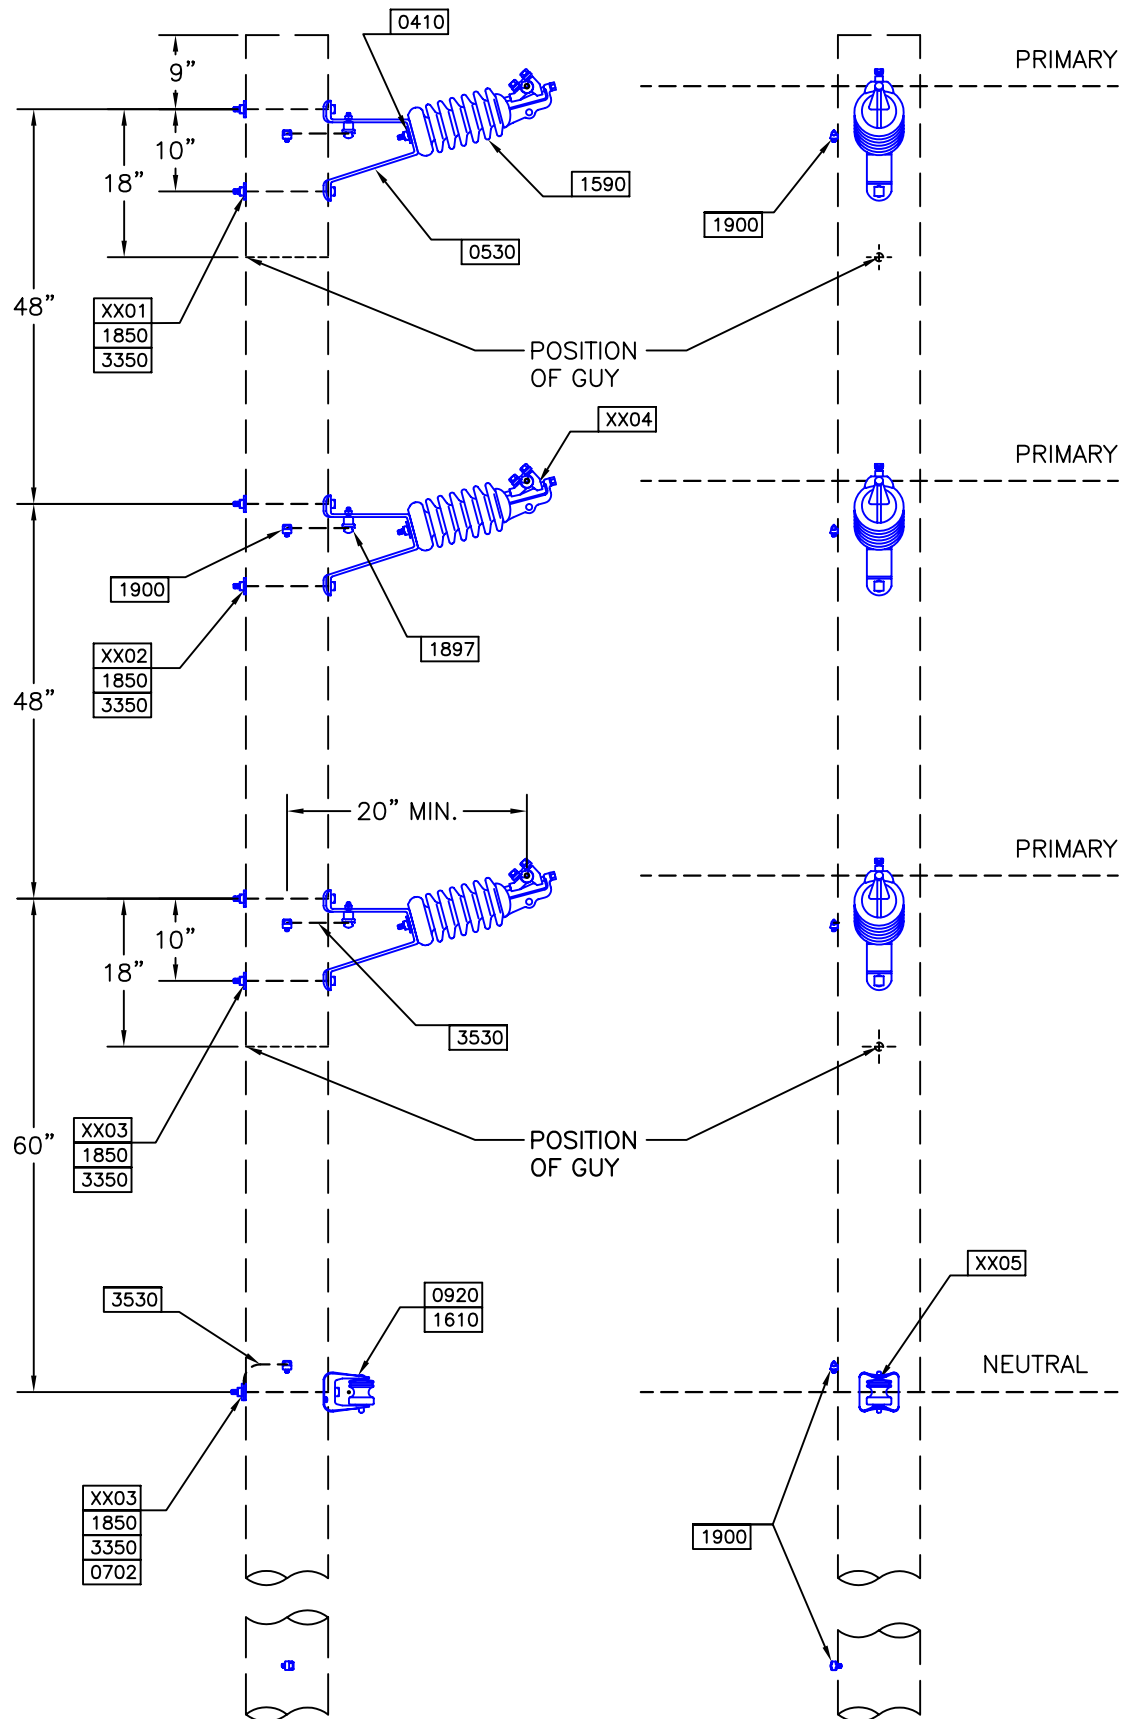 0410
PRIMARY
9”
10”
18”
1590
1900
0530
48”
XX01
1850
3350
POSITION
OF GUY
XX04
PRIMARY
1900
1897
XX02
1850
3350
48”
20” MIN.
PRIMARY
10”
18”
3530
XX03
1850
3350
60”
POSITION
OF GUY
XX05
3530
0920
1610
NEUTRAL
XX03
1850
3350
0702
1900